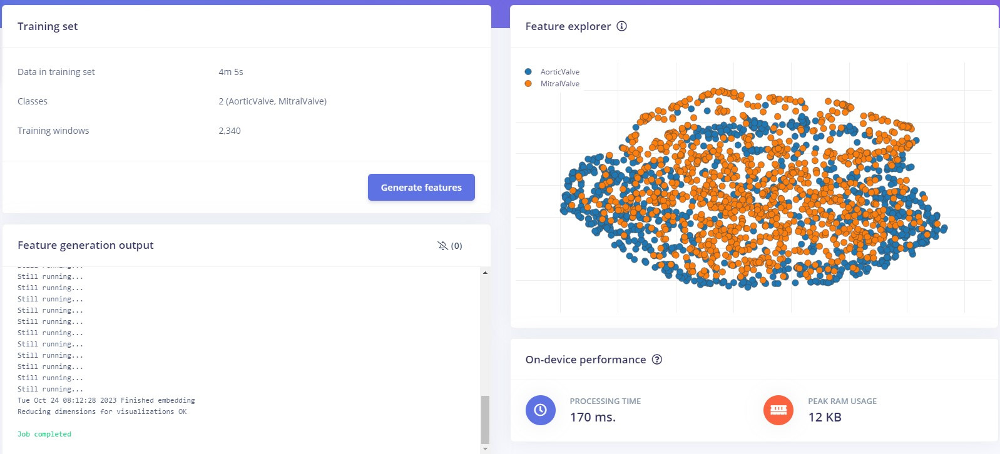 Training set
Data in training set 4m 5s
Classes 2 (AorticValve, MitralValve)
Training windows 2,340
Generate features
Feature generation output (0)
Still running...
Still running...
Still running...
Still running...
Still running...
Still running...
Still running...
Still running...
Still running...
Still running...
Still running...
Still running...
Tue Oct 24 08:12:28 2023 Finished embedding
Reducing dimensions for visualizations OK
Job completed
Feature explorer
AorticValve
MitralValve
On-device performance
PROCESSING TIME
170 ms.
PEAK RAM USAGE
12 KB